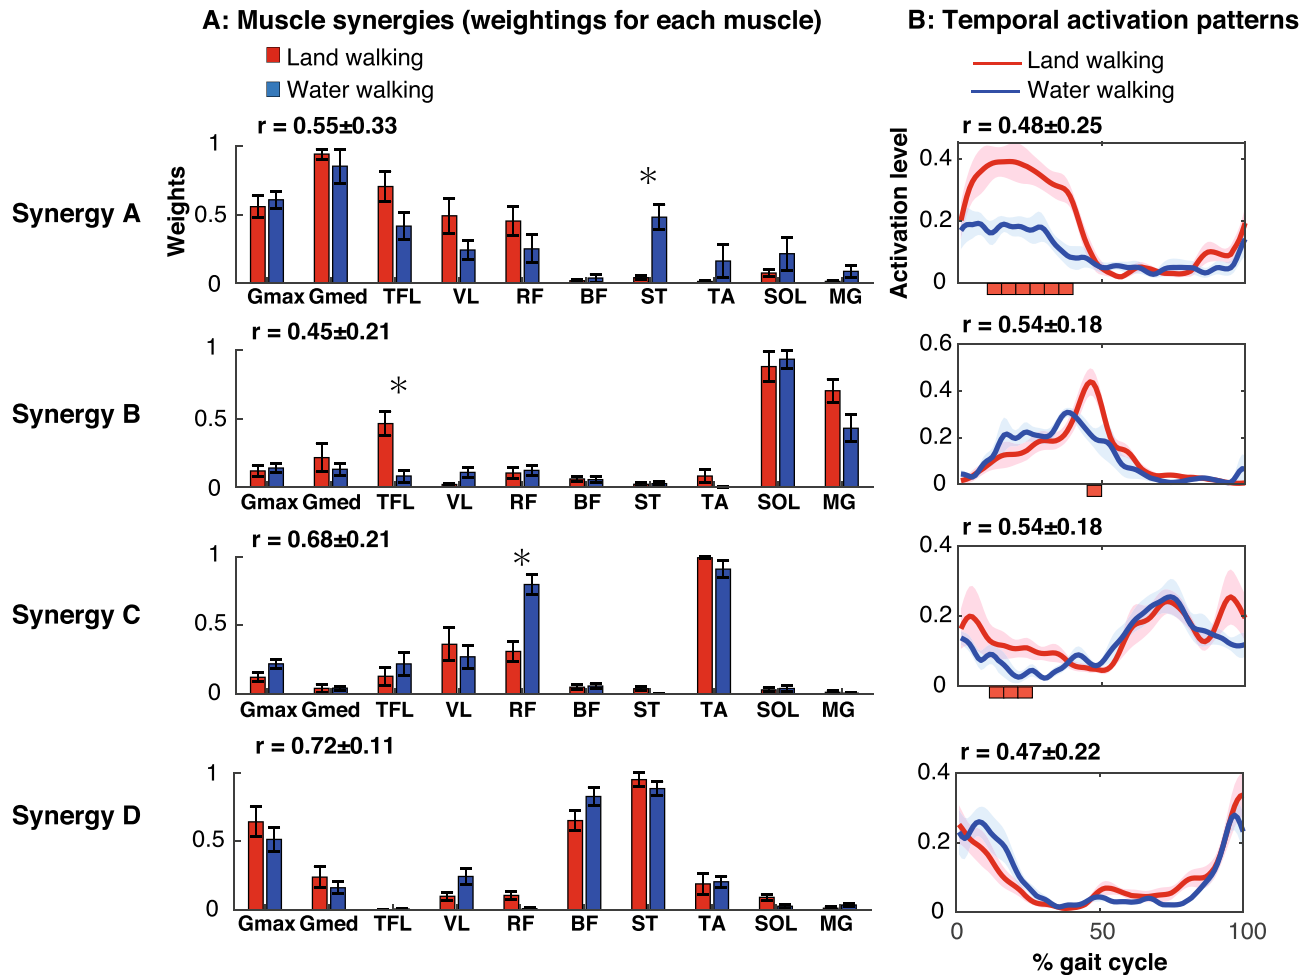 A: Muscle synergies (weightings for each muscle)
Land walking
Water walking
B: Temporal activation patterns
Land walking
Water walking
Synergy A
r = 0.55±0.33
Weights
1
0.5
0
*
Gmax Gmed TFL VL RF BF ST TA SOL MG
r = 0.48±0.25
Activation level
0.4
0.2
0
Synergy B
r = 0.45±0.21
1
0.5
0
*
Gmax Gmed TFL VL RF BF ST TA SOL MG
r = 0.54±0.18
0.6
0.4
0.2
0
Synergy C
r = 0.68±0.21
1
0.5
0
*
Gmax Gmed TFL VL RF BF ST TA SOL MG
r = 0.54±0.18
0.4
0.2
0
Synergy D
r = 0.72±0.11
1
0.5
0
Gmax Gmed TFL VL RF BF ST TA SOL MG
r = 0.47±0.22
0.4
0.2
0
0 50 100
% gait cycle